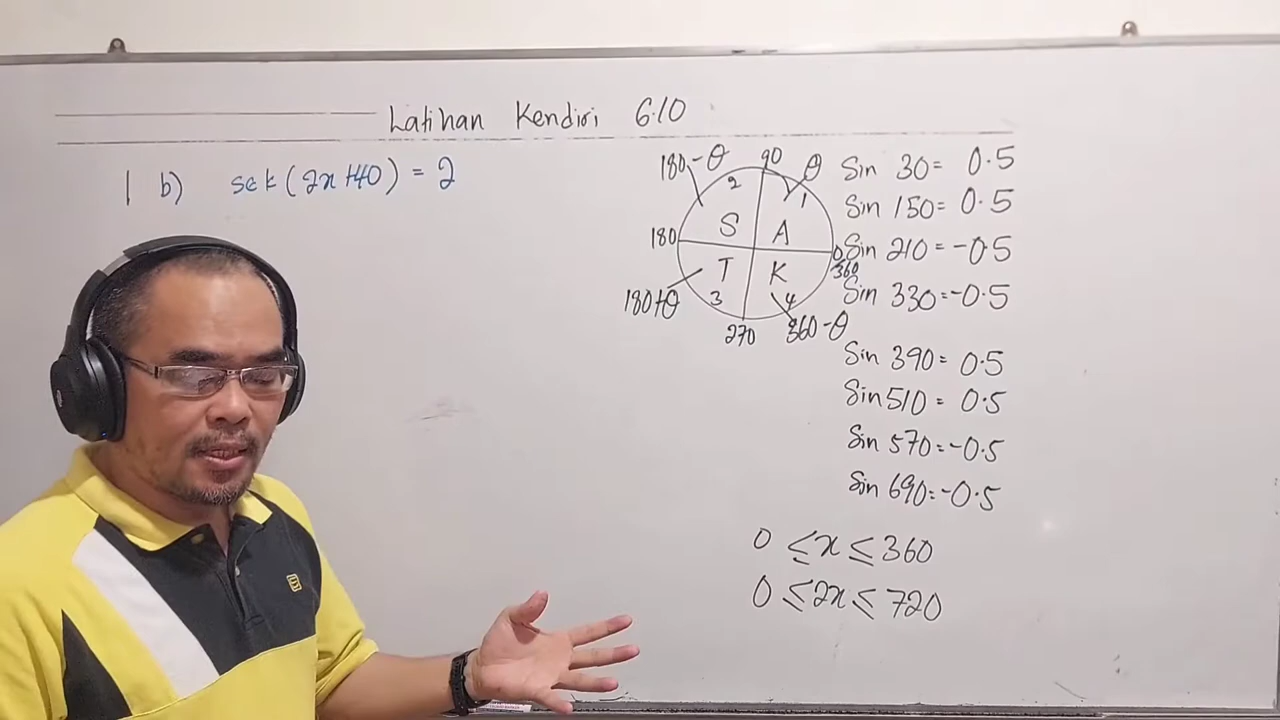 Latihan Kendiri 6.10
1 b) sek (2x+40) = 2
180-θ 90 θ
2 1
S A
180 0 360
T K
3 4
180+θ 270 360-θ
Sin 30 = 0.5
Sin 150 = 0.5
Sin 210 = -0.5
Sin 330 = -0.5
Sin 390 = 0.5
Sin 510 = 0.5
Sin 570 = -0.5
Sin 690 = -0.5
0 ≤ x ≤ 360
0 ≤ 2x ≤ 720